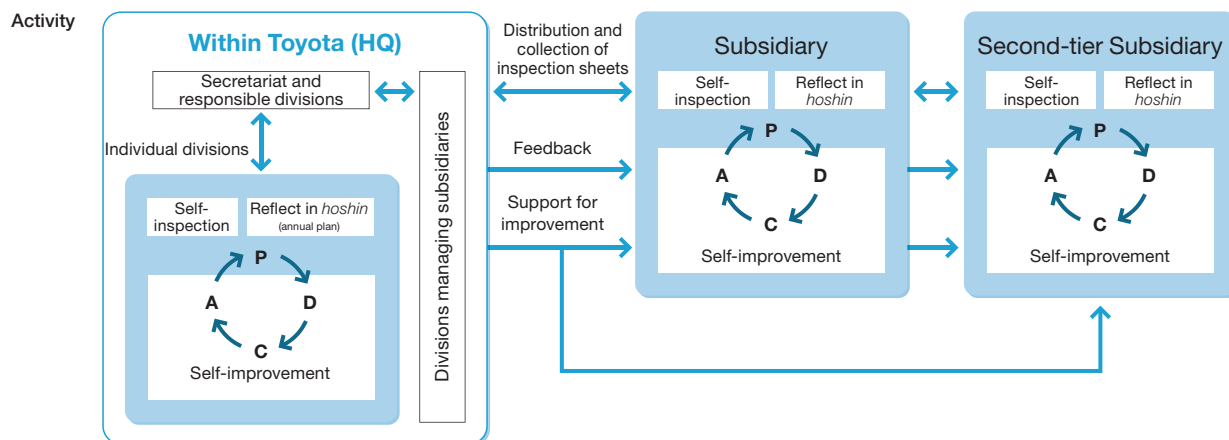 Activity
Within Toyota (HQ)
Secretariat and
responsible divisions
Individual divisions
Self-
inspection
Reflect in hoshin
(annual plan)
P
A
D
C
Self-improvement
Divisions managing subsidiaries
Distribution and
collection of
inspection sheets
Feedback
Support for
improvement
Subsidiary
Self-
inspection
Reflect in
hoshin
P
A
D
C
Self-improvement
Second-tier Subsidiary
Self-
inspection
Reflect in
hoshin
P
A
D
C
Self-improvement